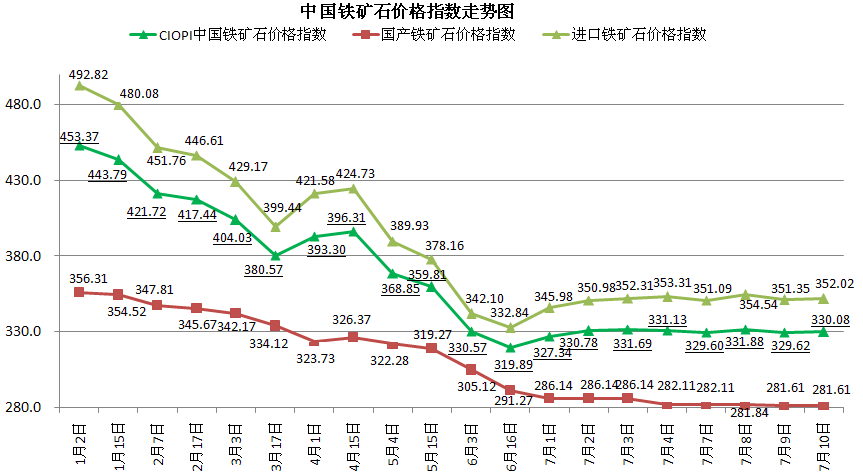 中国铁矿石价格指数走势图
CIOPI中国铁矿石价格指数 国产铁矿石价格指数 进口铁矿石价格指数
480.0
430.0
380.0
330.0
280.0
492.82 480.08 451.76 446.61 429.17 399.44 421.58 424.73 389.93 378.16 342.10 332.84 345.98 350.98 352.31 353.31 351.09 354.54 351.35 352.02
453.37 443.79 421.72 417.44 404.03 380.57 393.30 396.31 368.85 359.81 330.57 319.89 327.34 330.78 331.69 331.13 329.60 331.88 329.62 330.08
356.31 354.52 347.81 345.67 342.17 334.12 323.73 326.37 322.28 319.27 305.12 291.27 286.14 286.14 286.14 282.11 282.11 281.84 281.61 281.61
1月2日 1月15日 2月7日 2月17日 3月3日 3月17日 4月1日 4月15日 5月4日 5月15日 6月3日 6月16日 7月1日 7月2日 7月3日 7月4日 7月7日 7月8日 7月9日 7月10日